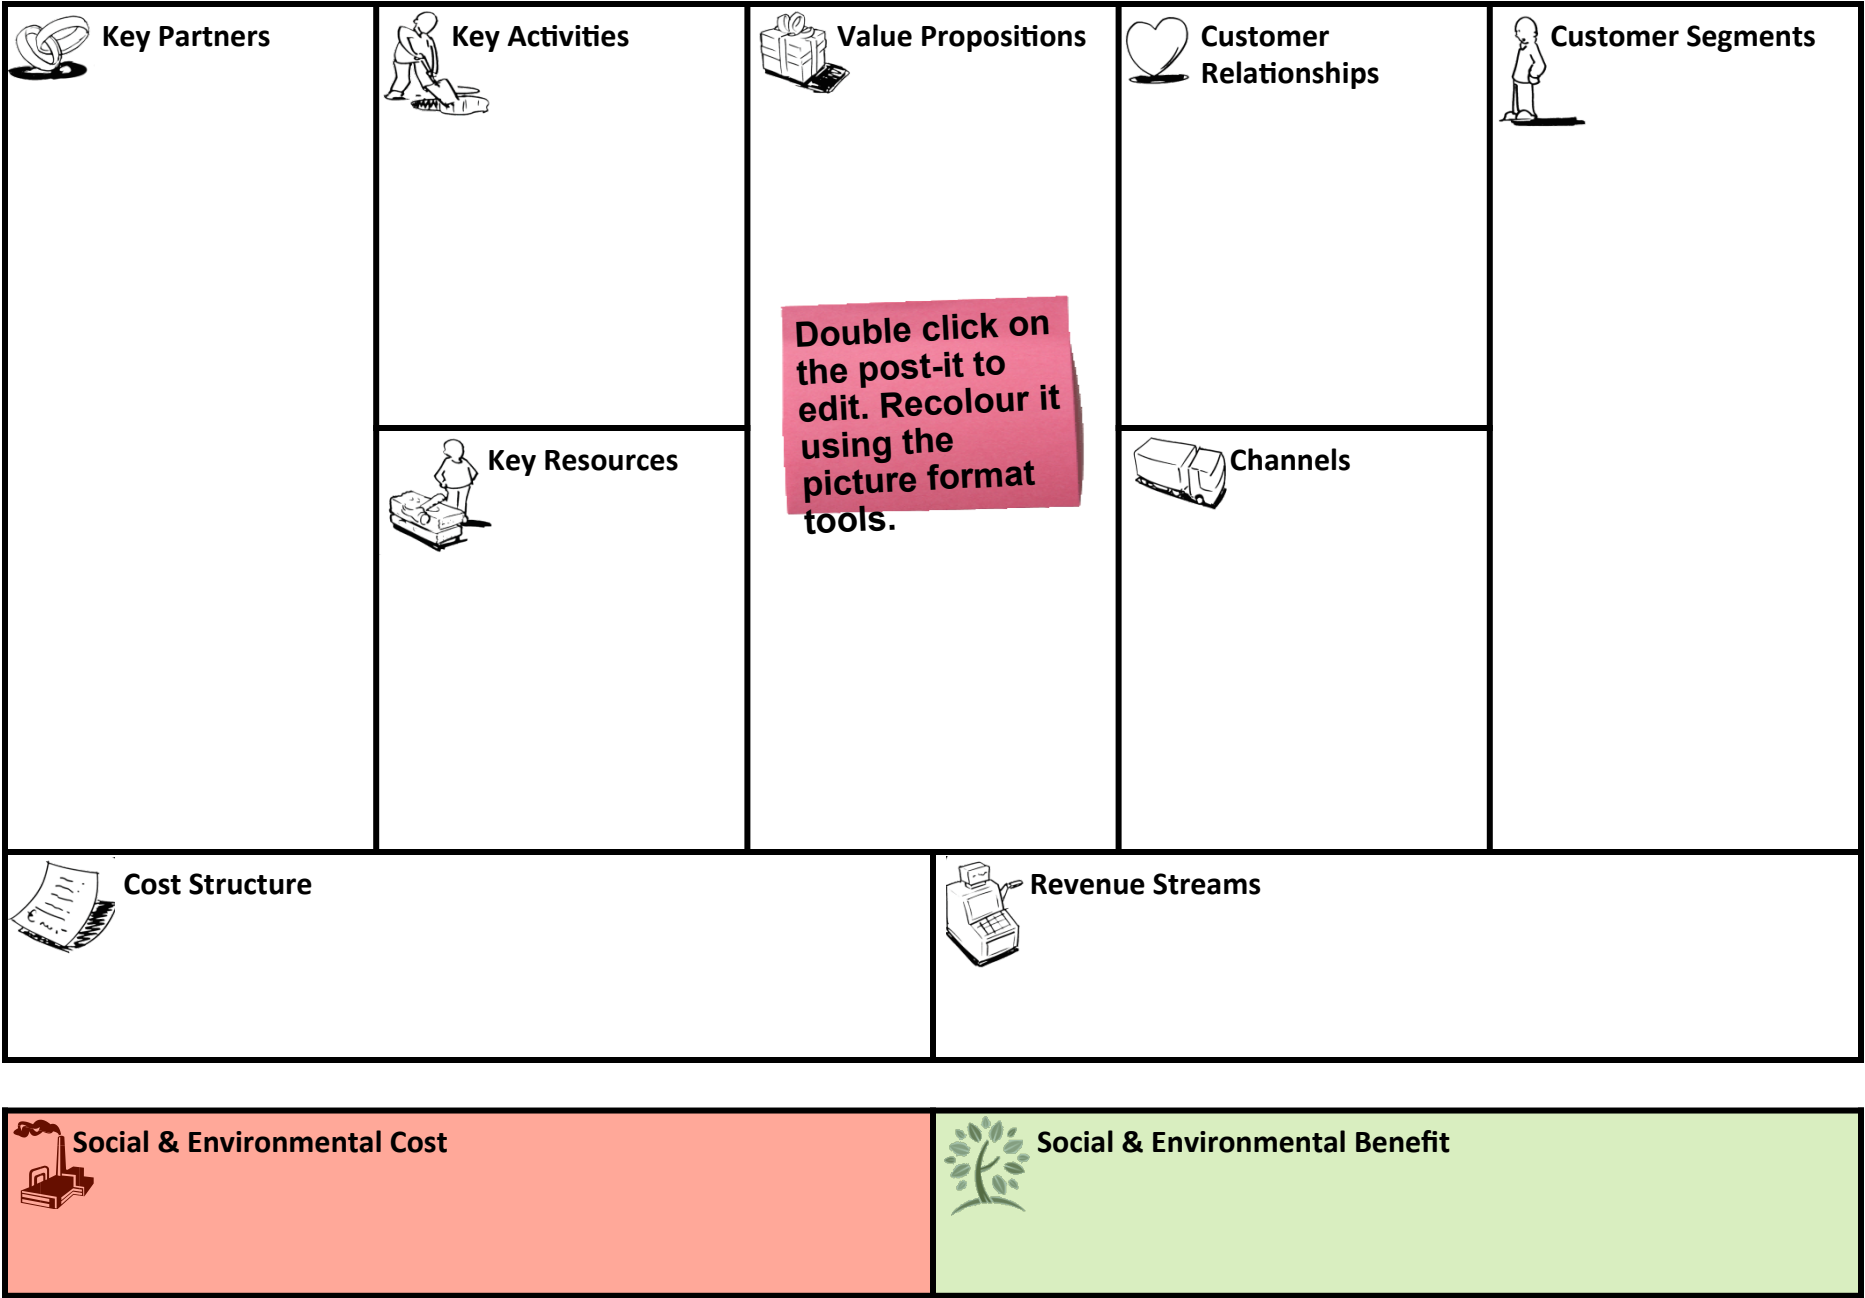 Key Partners
Key Activities
Value Propositions
Customer
Relationships
Customer Segments
Double click on
the post-it to
edit. Recolour it
using the
picture format
tools.
Key Resources
Channels
Cost Structure
Revenue Streams
Social & Environmental Cost
Social & Environmental Benefit